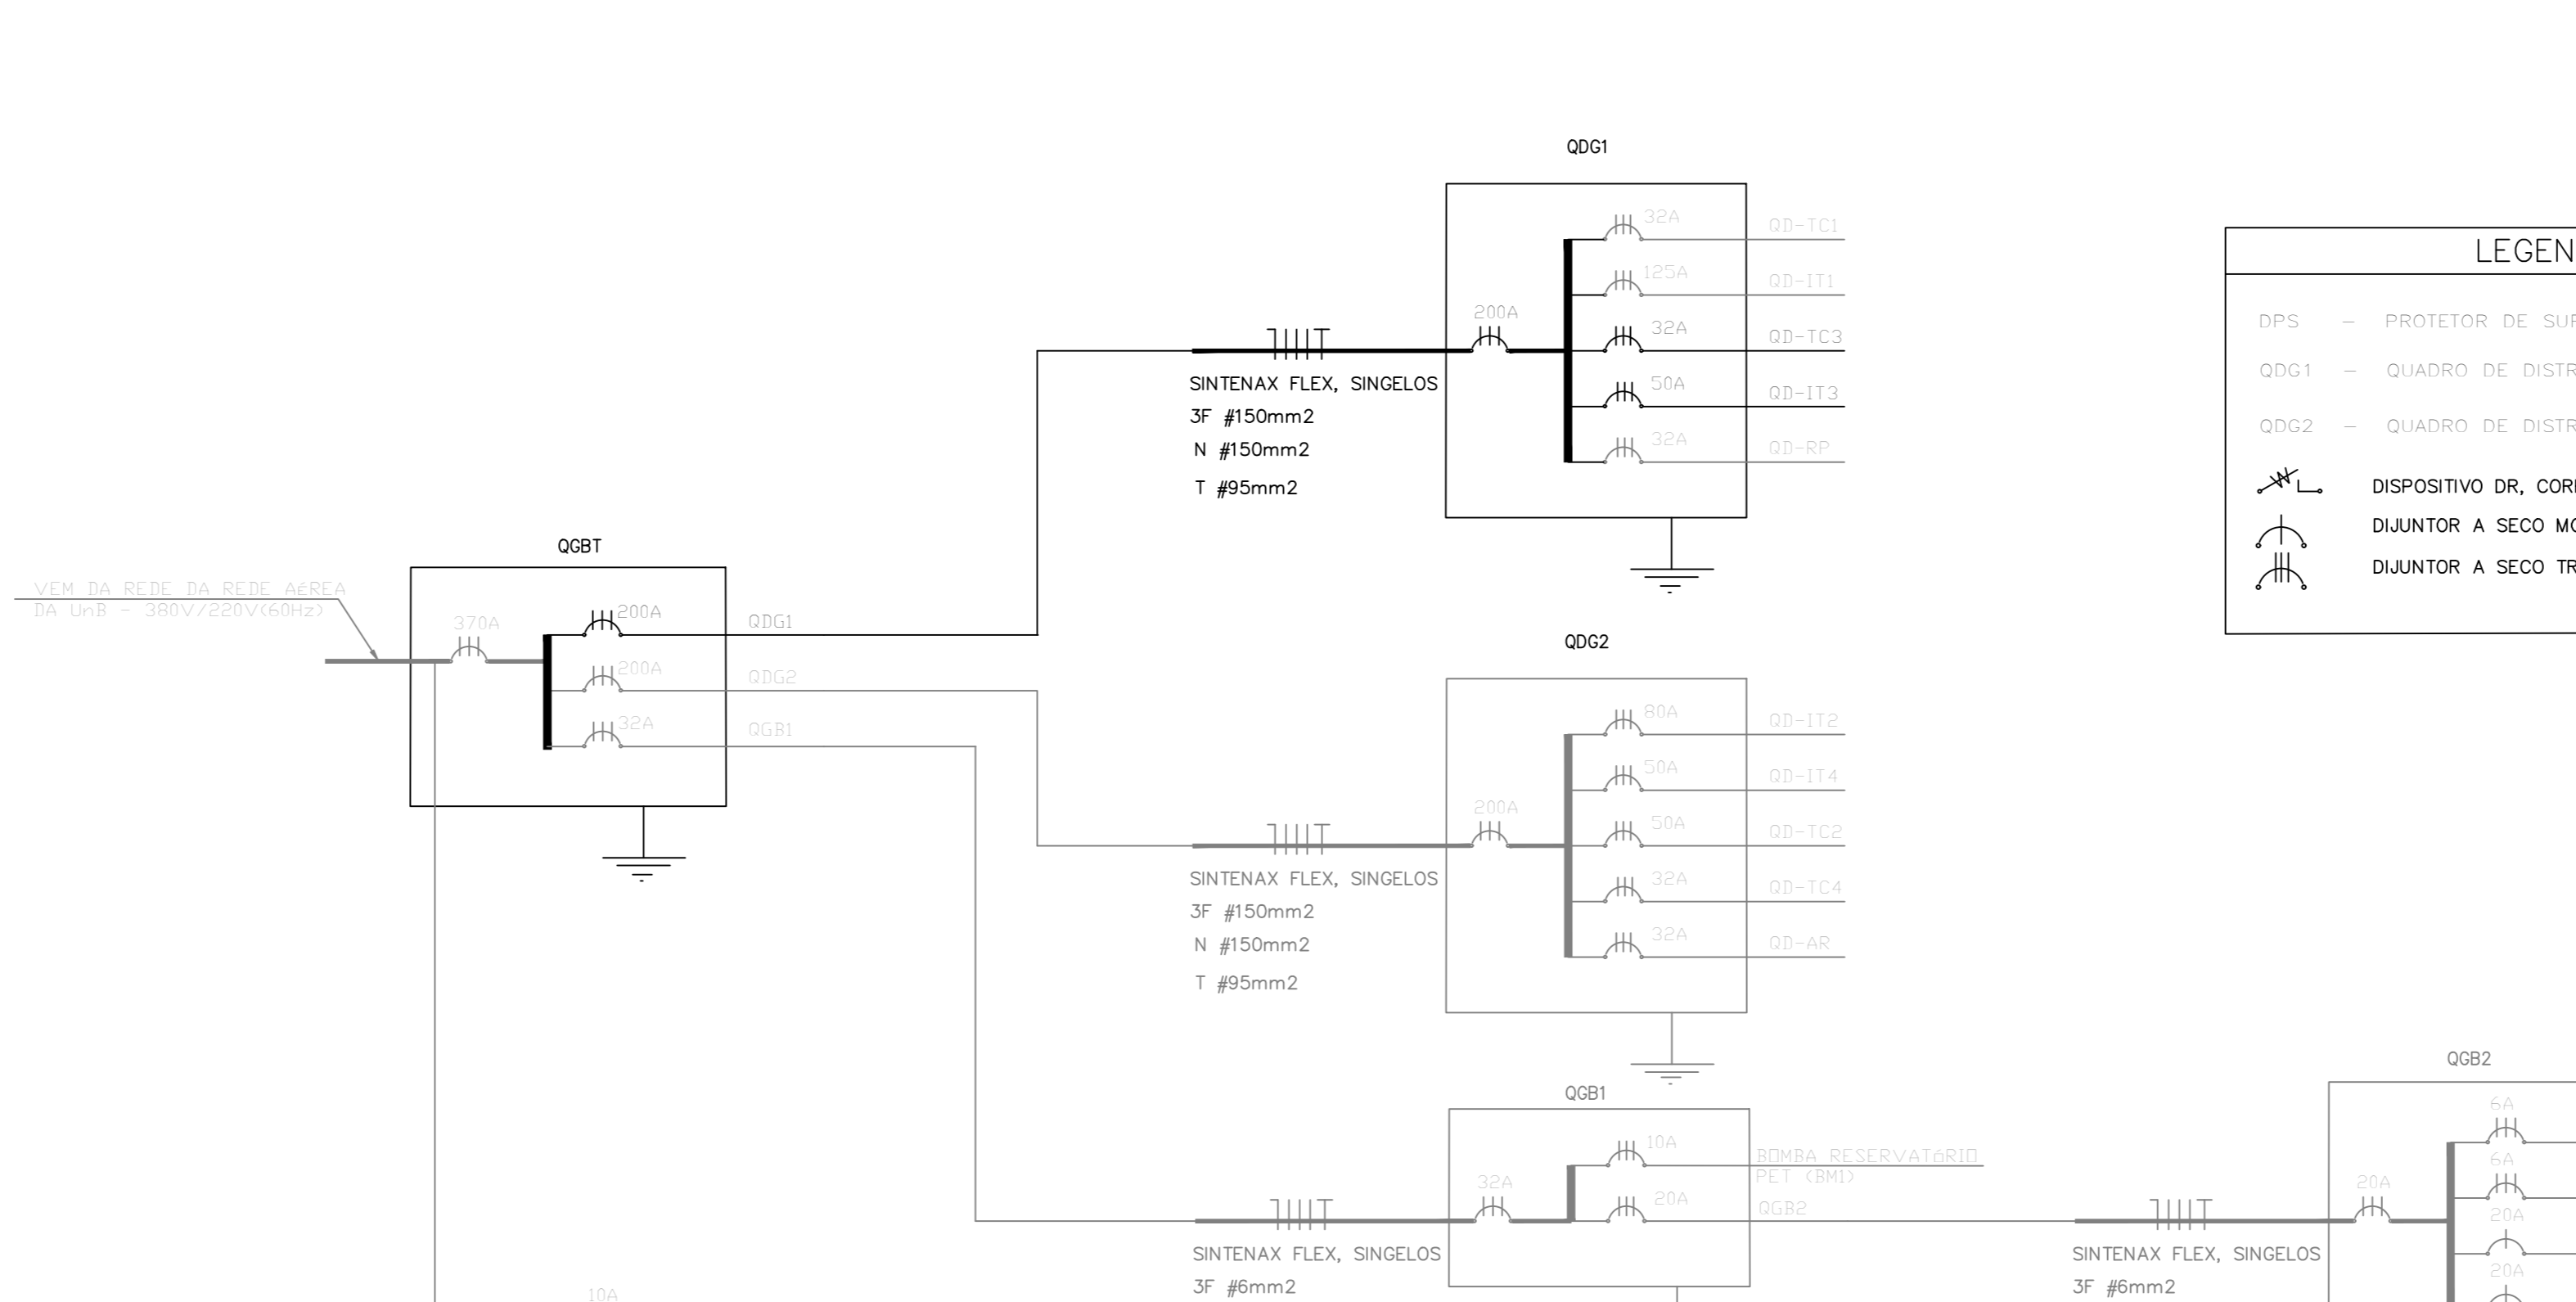 QDG1
32A
QD-TC1
125A
QD-IT1
200A
32A
QD-TC3
50A
QD-IT3
32A
QD-RP
SINTENAX FLEX, SINGELOS
3F #150mm2
N #150mm2
T #95mm2
LEGEN
DPS – PROTETOR DE SUR
QDG1 – QUADRO DE DISTR
QDG2 – QUADRO DE DISTR
DISPOSITIVO DR, CORR
DIJUNTOR A SECO MO
DIJUNTOR A SECO TR
QGBT
VEM DA REDE DA REDE AéREA
DA UnB - 380V/220V(60Hz)
370A
200A
QDG1
200A
QDG2
32A
QGB1
QDG2
80A
QD-IT2
50A
QD-IT4
200A
50A
QD-TC2
32A
QD-TC4
32A
QD-AR
SINTENAX FLEX, SINGELOS
3F #150mm2
N #150mm2
T #95mm2
QGB1
10A
BOMBA RESERVATóRIO
PET (BM1)
32A
20A
QGB2
SINTENAX FLEX, SINGELOS
3F #6mm2
QGB2
6A
6A
20A
20A
20A
SINTENAX FLEX, SINGELOS
3F #6mm2
10A